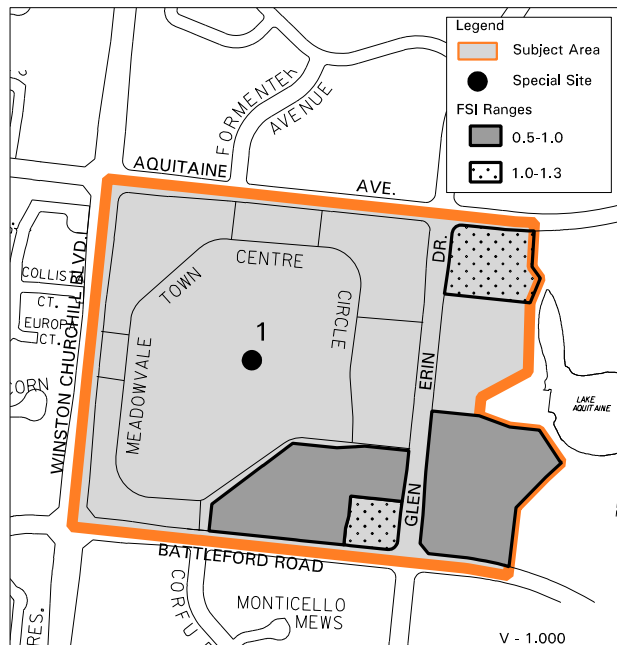 Legend
Subject Area
Special Site
FSI Ranges
0.5-1.0
1.0-1.3
FORMENTER
AVENUE
AQUITAINE
AVE.
WINSTON CHURCHILL BLVD.
COLLIS
CT.
EUROPA
CT.
CORN
TOWN
CENTRE
CIRCLE
MEADOWVALE
1
DR.
ERIN
GLEN
LAKE
AQUITAINE
BATTLEFORD ROAD
CORFU
MONTICELLO
MEWS
RES.
V - 1.000